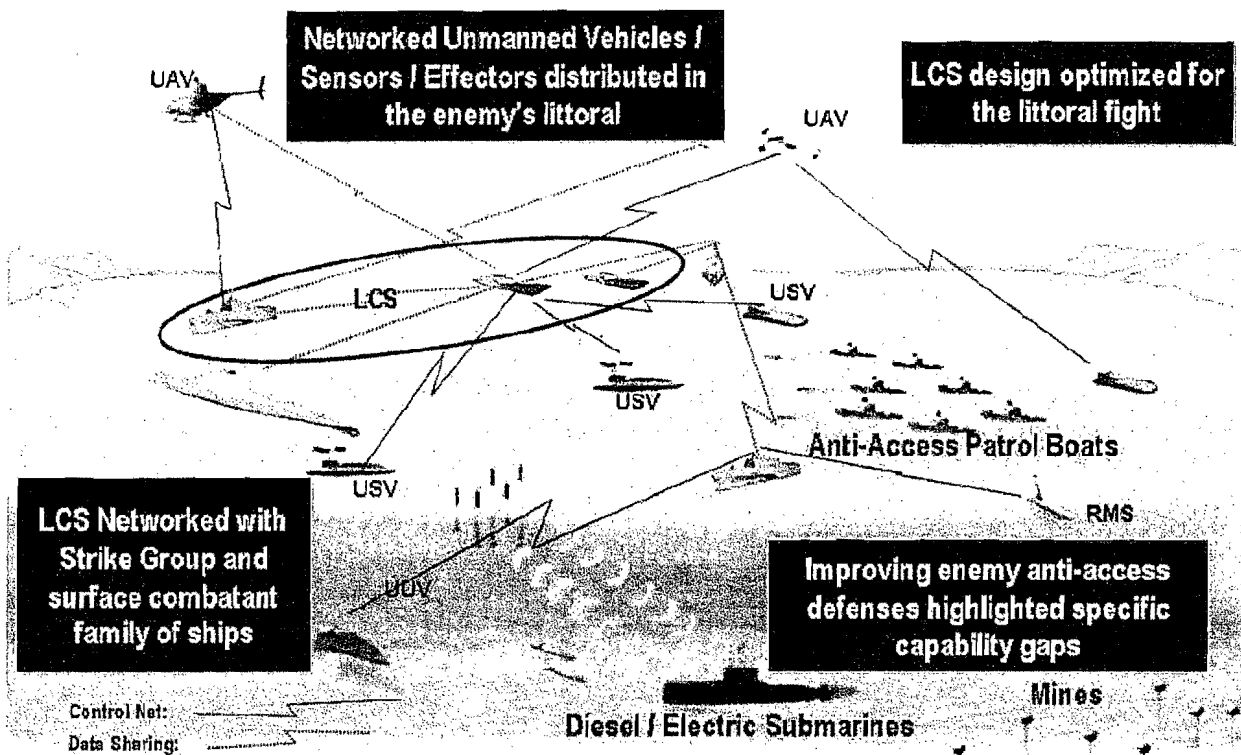 Networked Unmanned Vehicles /
Sensors / Effectors distributed in
the enemy's littoral
LCS design optimized for
the littoral fight
UAV
UAV
LCS
USV
USV
USV
Anti-Access Patrol Boats
RMS
LCS Networked with
Strike Group and
surface combatant
family of ships
UUV
Improving enemy anti-access
defenses highlighted specific
capability gaps
Mines
Diesel / Electric Submarines
Control Net:
Data Sharing: